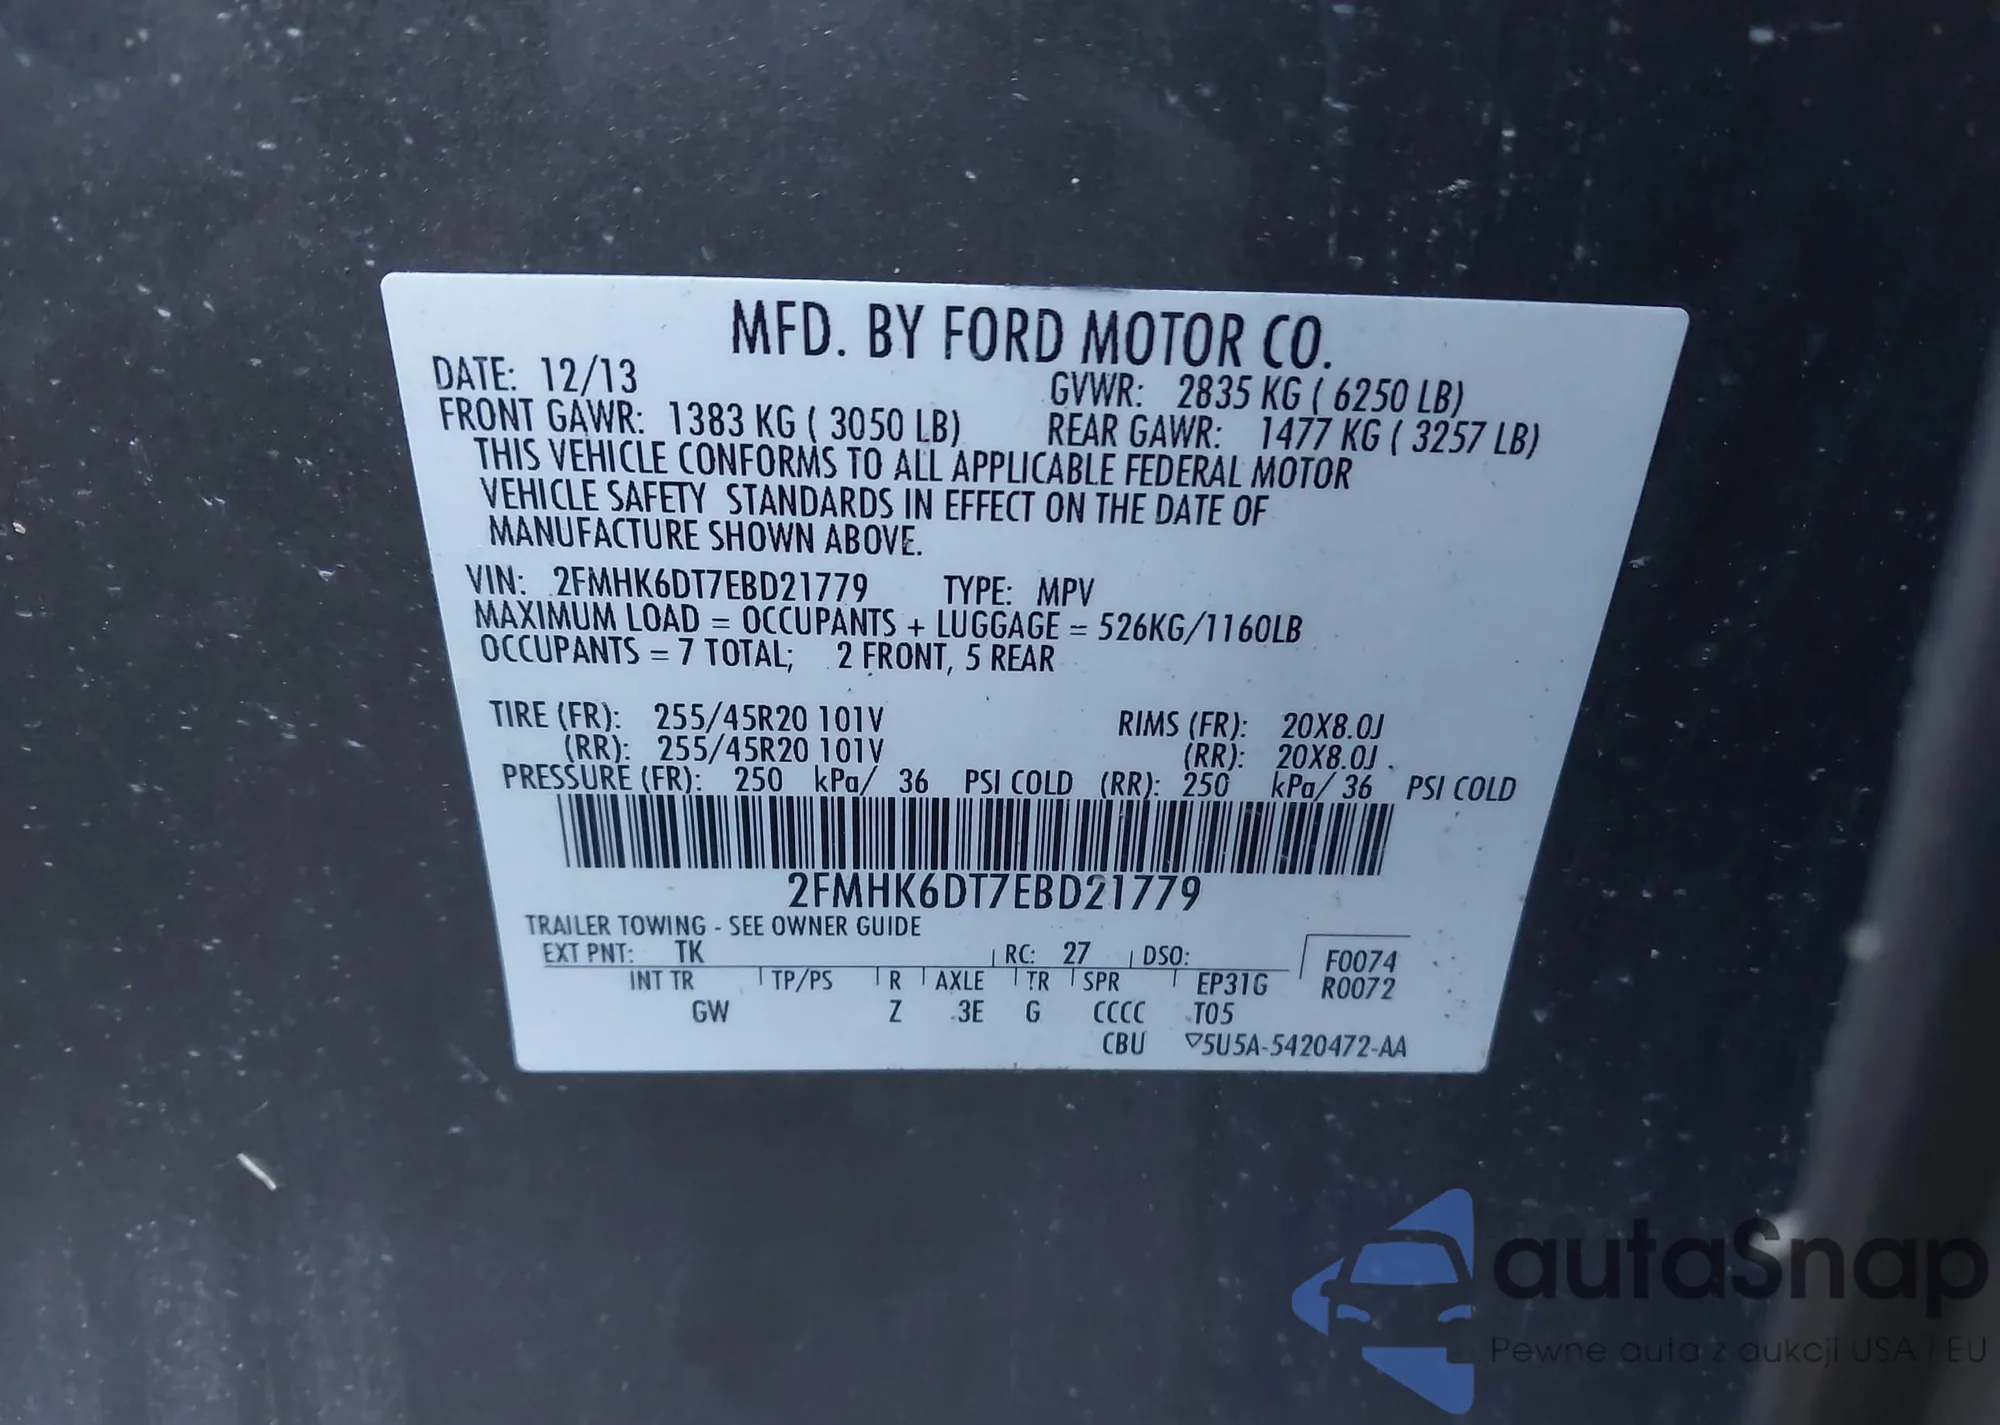 MFD. BY FORD MOTOR CO.
DATE: 12/13 GVWR: 2835 KG ( 6250 LB)
FRONT GAWR: 1383 KG ( 3050 LB) REAR GAWR: 1477 KG ( 3257 LB)
THIS VEHICLE CONFORMS TO ALL APPLICABLE FEDERAL MOTOR
VEHICLE SAFETY STANDARDS IN EFFECT ON THE DATE OF
MANUFACTURE SHOWN ABOVE.
VIN: 2FMHK6DT7EBD21779 TYPE: MPV
MAXIMUM LOAD = OCCUPANTS + LUGGAGE = 526KG/1160LB
OCCUPANTS = 7 TOTAL; 2 FRONT, 5 REAR
TIRE (FR): 255/45R20 101V RIMS (FR): 20X8.0J
(RR): 255/45R20 101V (RR): 20X8.0J
PRESSURE (FR): 250 kPa/ 36 PSI COLD (RR): 250 kPa/ 36 PSI COLD
2FMHK6DT7EBD21779
TRAILER TOWING - SEE OWNER GUIDE
EXT PNT: TK RC: 27 DSO: F0074
INT TR TP/PS R AXLE TR SPR EP31G R0072
GW Z 3E G CCCC T05
CBU ▽5U5A-5420472-AA
autaSnap
Pewne auta z aukcji USA i EU